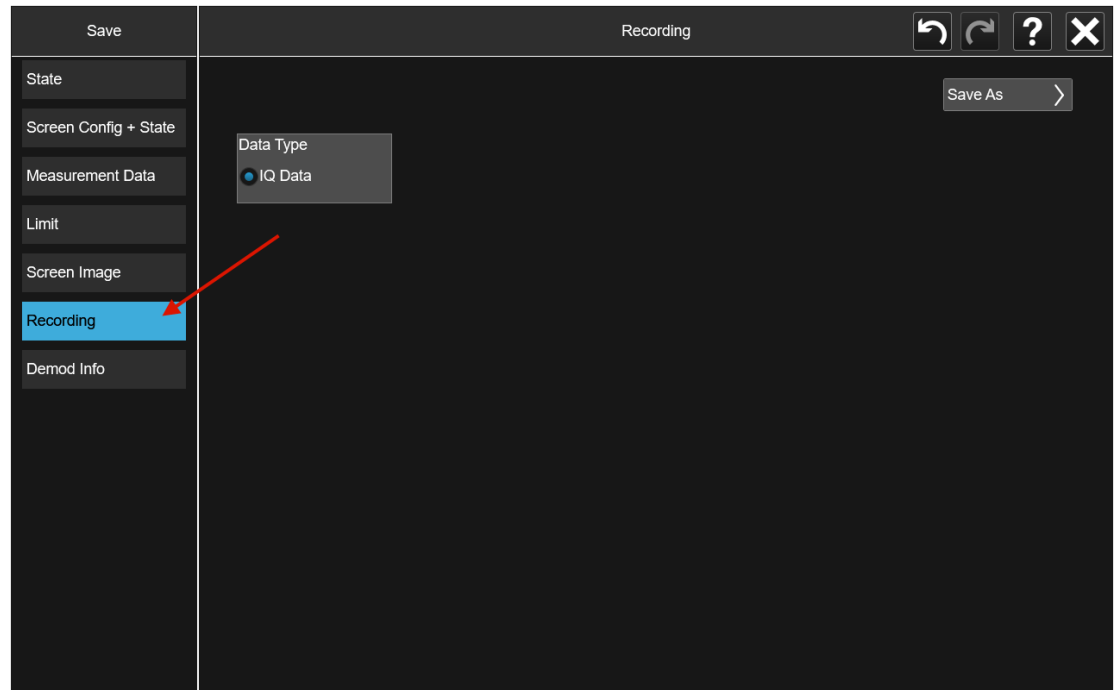 Save
Recording
?
State
Save As
Screen Config + State
Data Type
Measurement Data
IQ Data
Limit
Screen Image
Recording
Demod Info